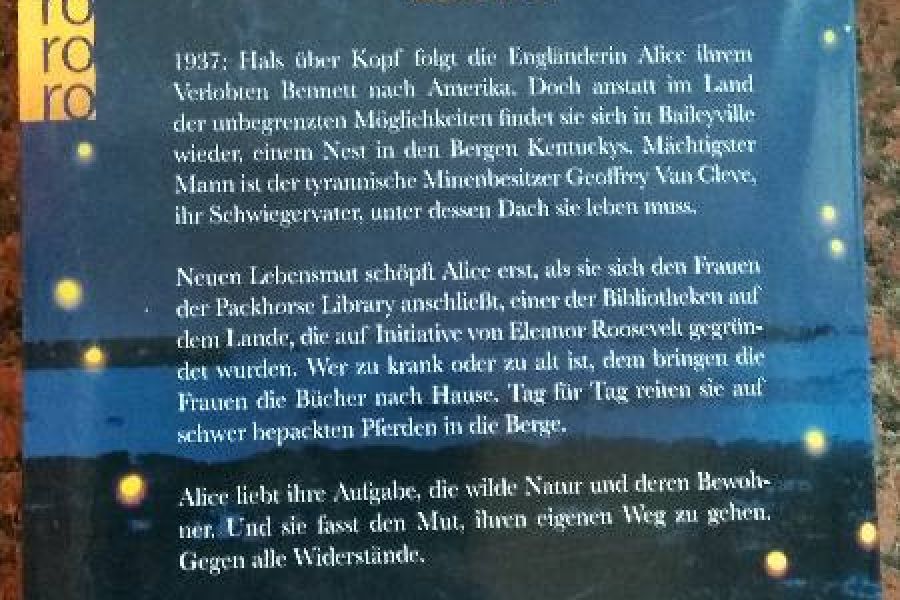 ro
ro
ro
1937: Hals über Kopf folgt die Engländerin Alice ihrem
Verlobten Bennett nach Amerika. Doch anstatt im Land
der unbegrenzten Möglichkeiten findet sie sich in Baileyville
wieder, einem Nest in den Bergen Kentuckys. Mächtigster
Mann ist der tyrannische Minenbesitzer Geoffrey Van Cleve,
ihr Schwiegervater, unter dessen Dach sie leben muss.
Neuen Lebensmut schöpft Alice erst, als sie sich den Frauen
der Packhorse Library anschließt, einer der Bibliotheken auf
dem Lande, die auf Initiative von Eleanor Roosevelt gegrün-
det wurden. Wer zu krank oder zu alt ist, dem bringen die
Frauen die Bücher nach Hause. Tag für Tag reiten sie auf
schwer bepackten Pferden in die Berge.
Alice liebt ihre Aufgabe, die wilde Natur und deren Bewoh-
ner. Und sie fasst den Mut, ihren eigenen Weg zu gehen.
Gegen alle Widerstände.